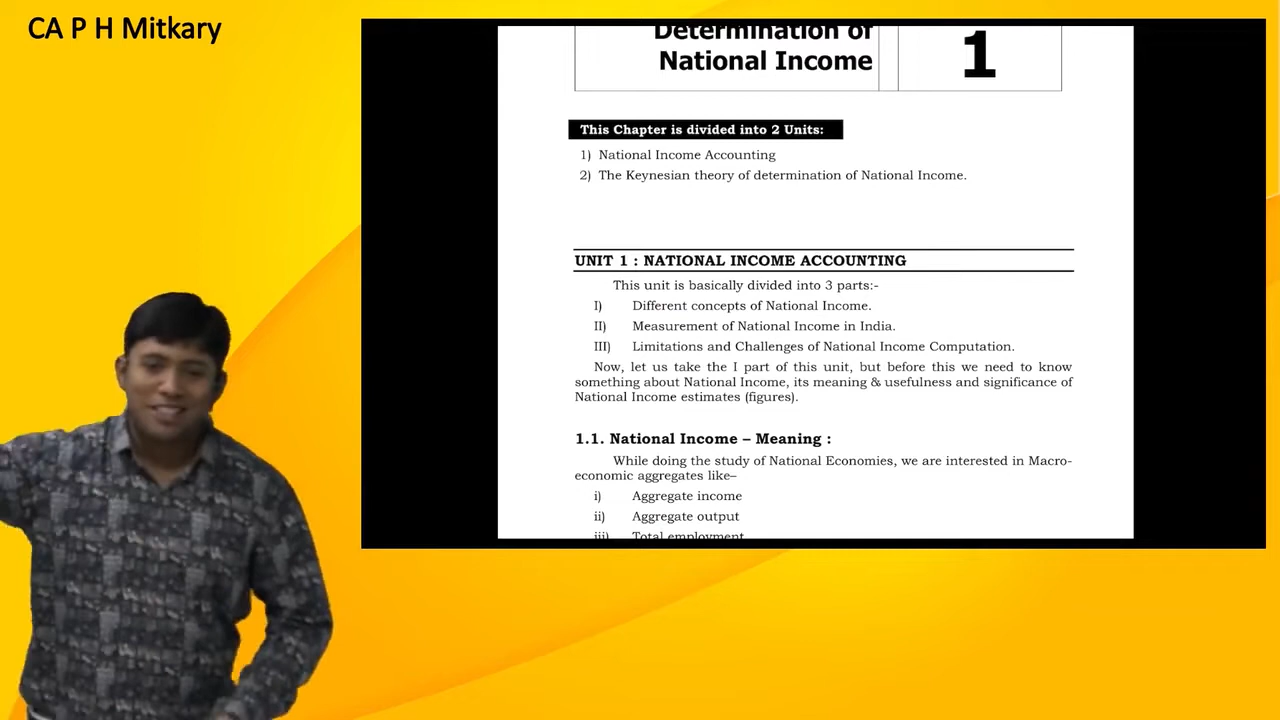 CA P H Mitkary
Determination of
National Income
1
This Chapter is divided into 2 Units:
1) National Income Accounting
2) The Keynesian theory of determination of National Income.
UNIT 1 : NATIONAL INCOME ACCOUNTING
This unit is basically divided into 3 parts:-
I) Different concepts of National Income.
II) Measurement of National Income in India.
III) Limitations and Challenges of National Income Computation.
Now, let us take the I part of this unit, but before this we need to know
something about National Income, its meaning & usefulness and significance of
National Income estimates (figures).
1.1. National Income – Meaning :
While doing the study of National Economies, we are interested in Macro-
economic aggregates like–
i) Aggregate income
ii) Aggregate output
iii) Total employment